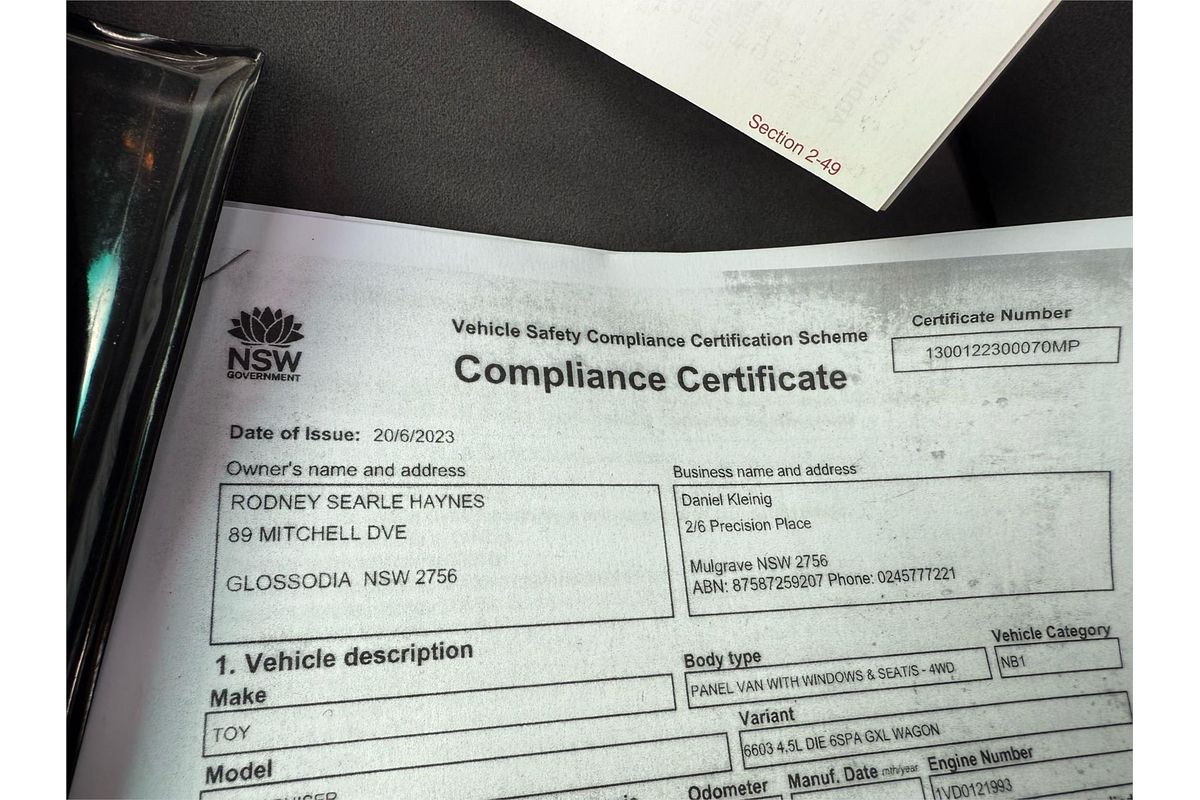 Section 2-49
NSW
GOVERNMENT
Vehicle Safety Compliance Certification Scheme
Compliance Certificate
Certificate Number
1300122300070MP
Date of Issue: 20/6/2023
Owner's name and address
RODNEY SEARLE HAYNES
89 MITCHELL DVE
GLOSSODIA NSW 2756
Business name and address
Daniel Kleinig
2/6 Precision Place
Mulgrave NSW 2756
ABN: 87587259207 Phone: 0245777221
1. Vehicle description
Make
TOY
Body type
PANEL VAN WITH WINDOWS & SEAT/S - 4WD
Vehicle Category
NB1
Model
Variant
6603 4.5L DIE 6SPA GXL WAGON
Odometer
Manuf. Date mth/year
Engine Number
1VD0121993